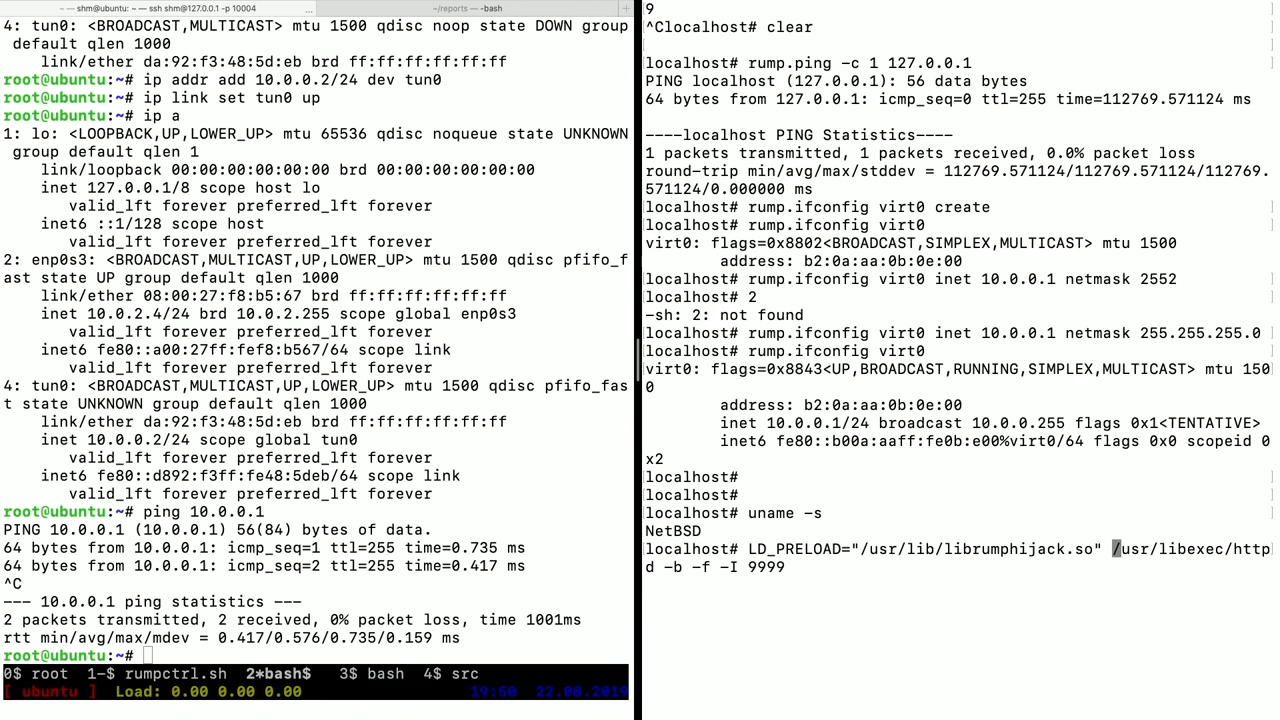 ~ — shm@ubuntu: ~ — ssh shm@127.0.0.1 -p 10004 ...
~/reports — -bash
4: tun0: <BROADCAST,MULTICAST> mtu 1500 qdisc noop state DOWN group
 default qlen 1000
    link/ether da:92:f3:48:5d:eb brd ff:ff:ff:ff:ff:ff
root@ubuntu:~# ip addr add 10.0.0.2/24 dev tun0
root@ubuntu:~# ip link set tun0 up
root@ubuntu:~# ip a
1: lo: <LOOPBACK,UP,LOWER_UP> mtu 65536 qdisc noqueue state UNKNOWN
 group default qlen 1
    link/loopback 00:00:00:00:00:00 brd 00:00:00:00:00:00
    inet 127.0.0.1/8 scope host lo
       valid_lft forever preferred_lft forever
    inet6 ::1/128 scope host
       valid_lft forever preferred_lft forever
2: enp0s3: <BROADCAST,MULTICAST,UP,LOWER_UP> mtu 1500 qdisc pfifo_f
ast state UP group default qlen 1000
    link/ether 08:00:27:f8:b5:67 brd ff:ff:ff:ff:ff:ff
    inet 10.0.2.4/24 brd 10.0.2.255 scope global enp0s3
       valid_lft forever preferred_lft forever
    inet6 fe80::a00:27ff:fef8:b567/64 scope link
       valid_lft forever preferred_lft forever
4: tun0: <BROADCAST,MULTICAST,UP,LOWER_UP> mtu 1500 qdisc pfifo_fas
t state UNKNOWN group default qlen 1000
    link/ether da:92:f3:48:5d:eb brd ff:ff:ff:ff:ff:ff
    inet 10.0.0.2/24 scope global tun0
       valid_lft forever preferred_lft forever
    inet6 fe80::d892:f3ff:fe48:5deb/64 scope link
       valid_lft forever preferred_lft forever
root@ubuntu:~# ping 10.0.0.1
PING 10.0.0.1 (10.0.0.1) 56(84) bytes of data.
64 bytes from 10.0.0.1: icmp_seq=1 ttl=255 time=0.735 ms
64 bytes from 10.0.0.1: icmp_seq=2 ttl=255 time=0.417 ms
^C
--- 10.0.0.1 ping statistics ---
2 packets transmitted, 2 received, 0% packet loss, time 1001ms
rtt min/avg/max/mdev = 0.417/0.576/0.735/0.159 ms
root@ubuntu:~#
0$ root  1-$ rumpctrl.sh  2*bash$   3$ bash  4$ src
[ ubuntu ]  Load: 0.00 0.00 0.00   19:50  22.08.2019
9
^Clocalhost# clear
localhost# rump.ping -c 1 127.0.0.1
PING localhost (127.0.0.1): 56 data bytes
64 bytes from 127.0.0.1: icmp_seq=0 ttl=255 time=112769.571124 ms
----localhost PING Statistics----
1 packets transmitted, 1 packets received, 0.0% packet loss
round-trip min/avg/max/stddev = 112769.571124/112769.571124/112769.
571124/0.000000 ms
localhost# rump.ifconfig virt0 create
localhost# rump.ifconfig virt0
virt0: flags=0x8802<BROADCAST,SIMPLEX,MULTICAST> mtu 1500
        address: b2:0a:aa:0b:0e:00
localhost# rump.ifconfig virt0 inet 10.0.0.1 netmask 2552
localhost# 2
-sh: 2: not found
localhost# rump.ifconfig virt0 inet 10.0.0.1 netmask 255.255.255.0
localhost# rump.ifconfig virt0
virt0: flags=0x8843<UP,BROADCAST,RUNNING,SIMPLEX,MULTICAST> mtu 150
0
        address: b2:0a:aa:0b:0e:00
        inet 10.0.0.1/24 broadcast 10.0.0.255 flags 0x1<TENTATIVE>
        inet6 fe80::b00a:aaff:fe0b:e00%virt0/64 flags 0x0 scopeid 0
x2
localhost#
localhost#
localhost# uname -s
NetBSD
localhost# LD_PRELOAD="/usr/lib/librumphijack.so" /usr/libexec/http
d -b -f -I 9999